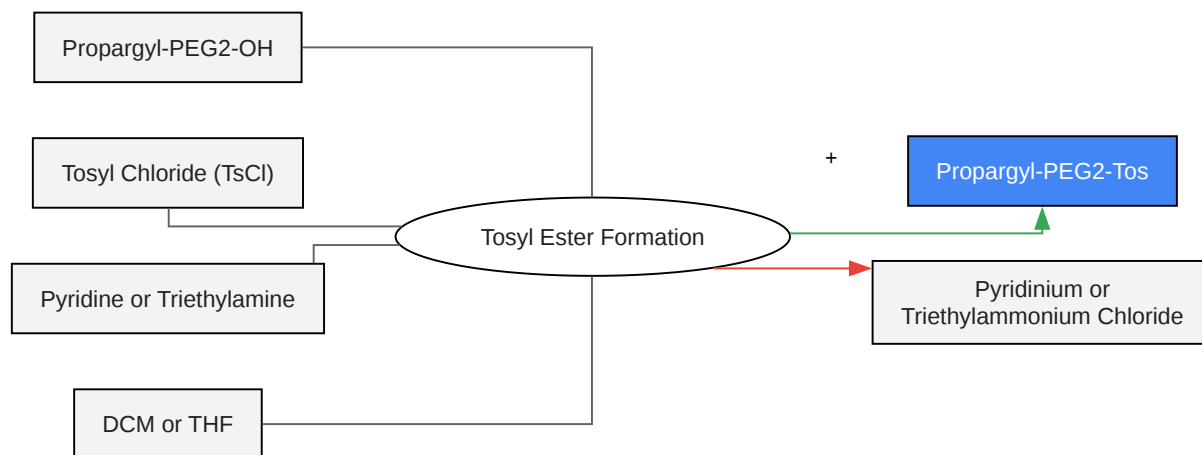 Propargyl-PEG2-OH
Tosyl Chloride (TsCl)
Pyridine or Triethylamine
DCM or THF
Tosyl Ester Formation
+
Propargyl-PEG2-Tos
Pyridinium or
Triethylammonium Chloride